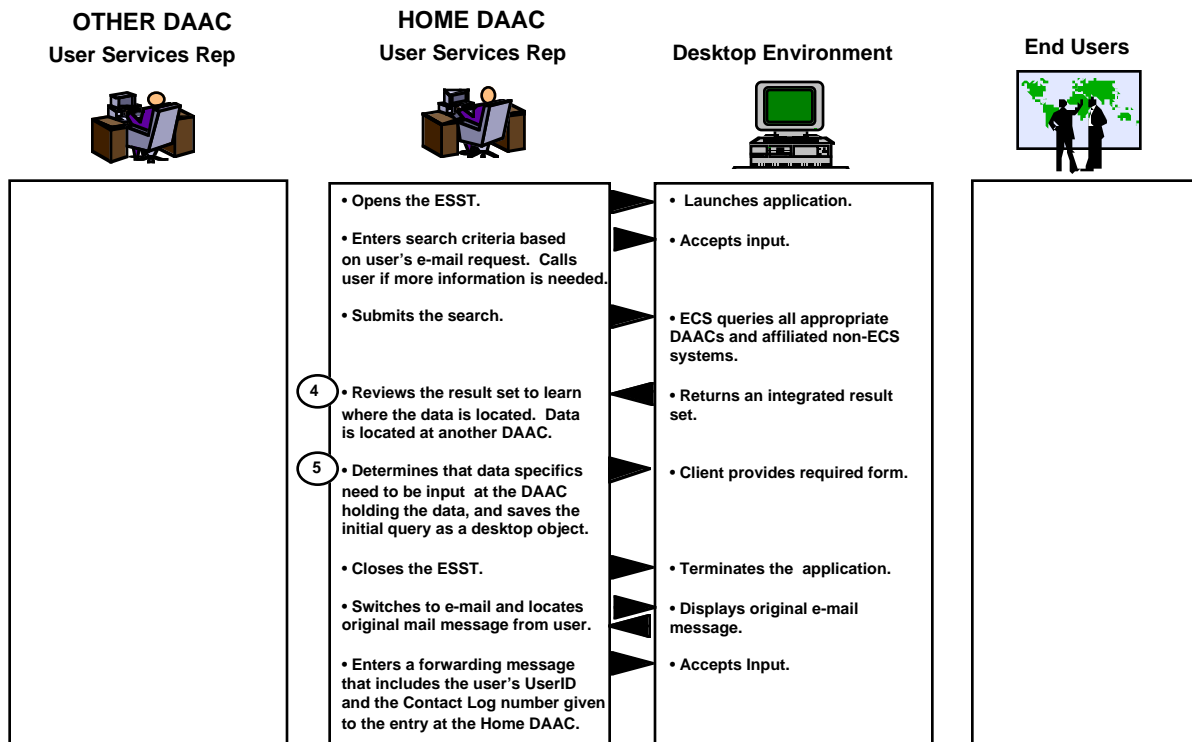 OTHER DAAC
User Services Rep
HOME DAAC
User Services Rep
Desktop Environment
End Users
• Opens the ESST.
• Launches application.
• Enters search criteria based
on user's e-mail request. Calls
user if more information is needed.
• Accepts input.
• Submits the search.
• ECS queries all appropriate
DAACs and affiliated non-ECS
systems.
4
• Reviews the result set to learn
where the data is located. Data
is located at another DAAC.
• Returns an integrated result
set.
5
• Determines that data specifics
need to be input at the DAAC
holding the data, and saves the
initial query as a desktop object.
• Client provides required form.
• Closes the ESST.
• Terminates the application.
• Switches to e-mail and locates
original mail message from user.
• Displays original e-mail
message.
• Enters a forwarding message
that includes the user's UserID
and the Contact Log number given
to the entry at the Home DAAC.
• Accepts Input.